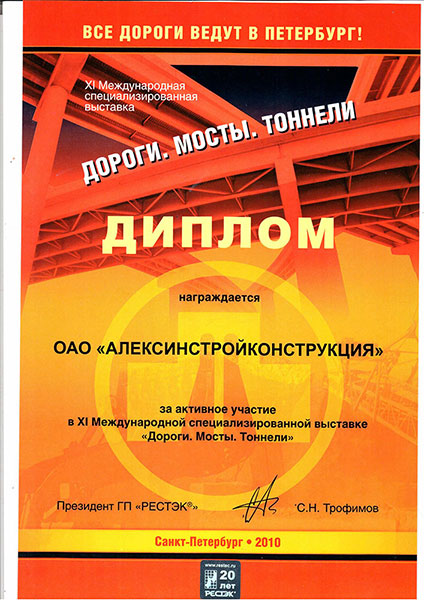 ВСЕ ДОРОГИ ВЕДУТ В ПЕТЕРБУРГ!
XI Международная
специализированная
выставка
ДОРОГИ. МОСТЫ. ТОННЕЛИ
ДИПЛОМ
награждается
ОАО «АЛЕКСИНСТРОЙКОНСТРУКЦИЯ»
за активное участие
в XI Международной специализированной выставке
«Дороги. Мосты. Тоннели»
Президент ГП «РЕСТЭК®» С.Н. Трофимов
Санкт-Петербург • 2010
www.restec.ru
20
лет
РЕСТЭК®